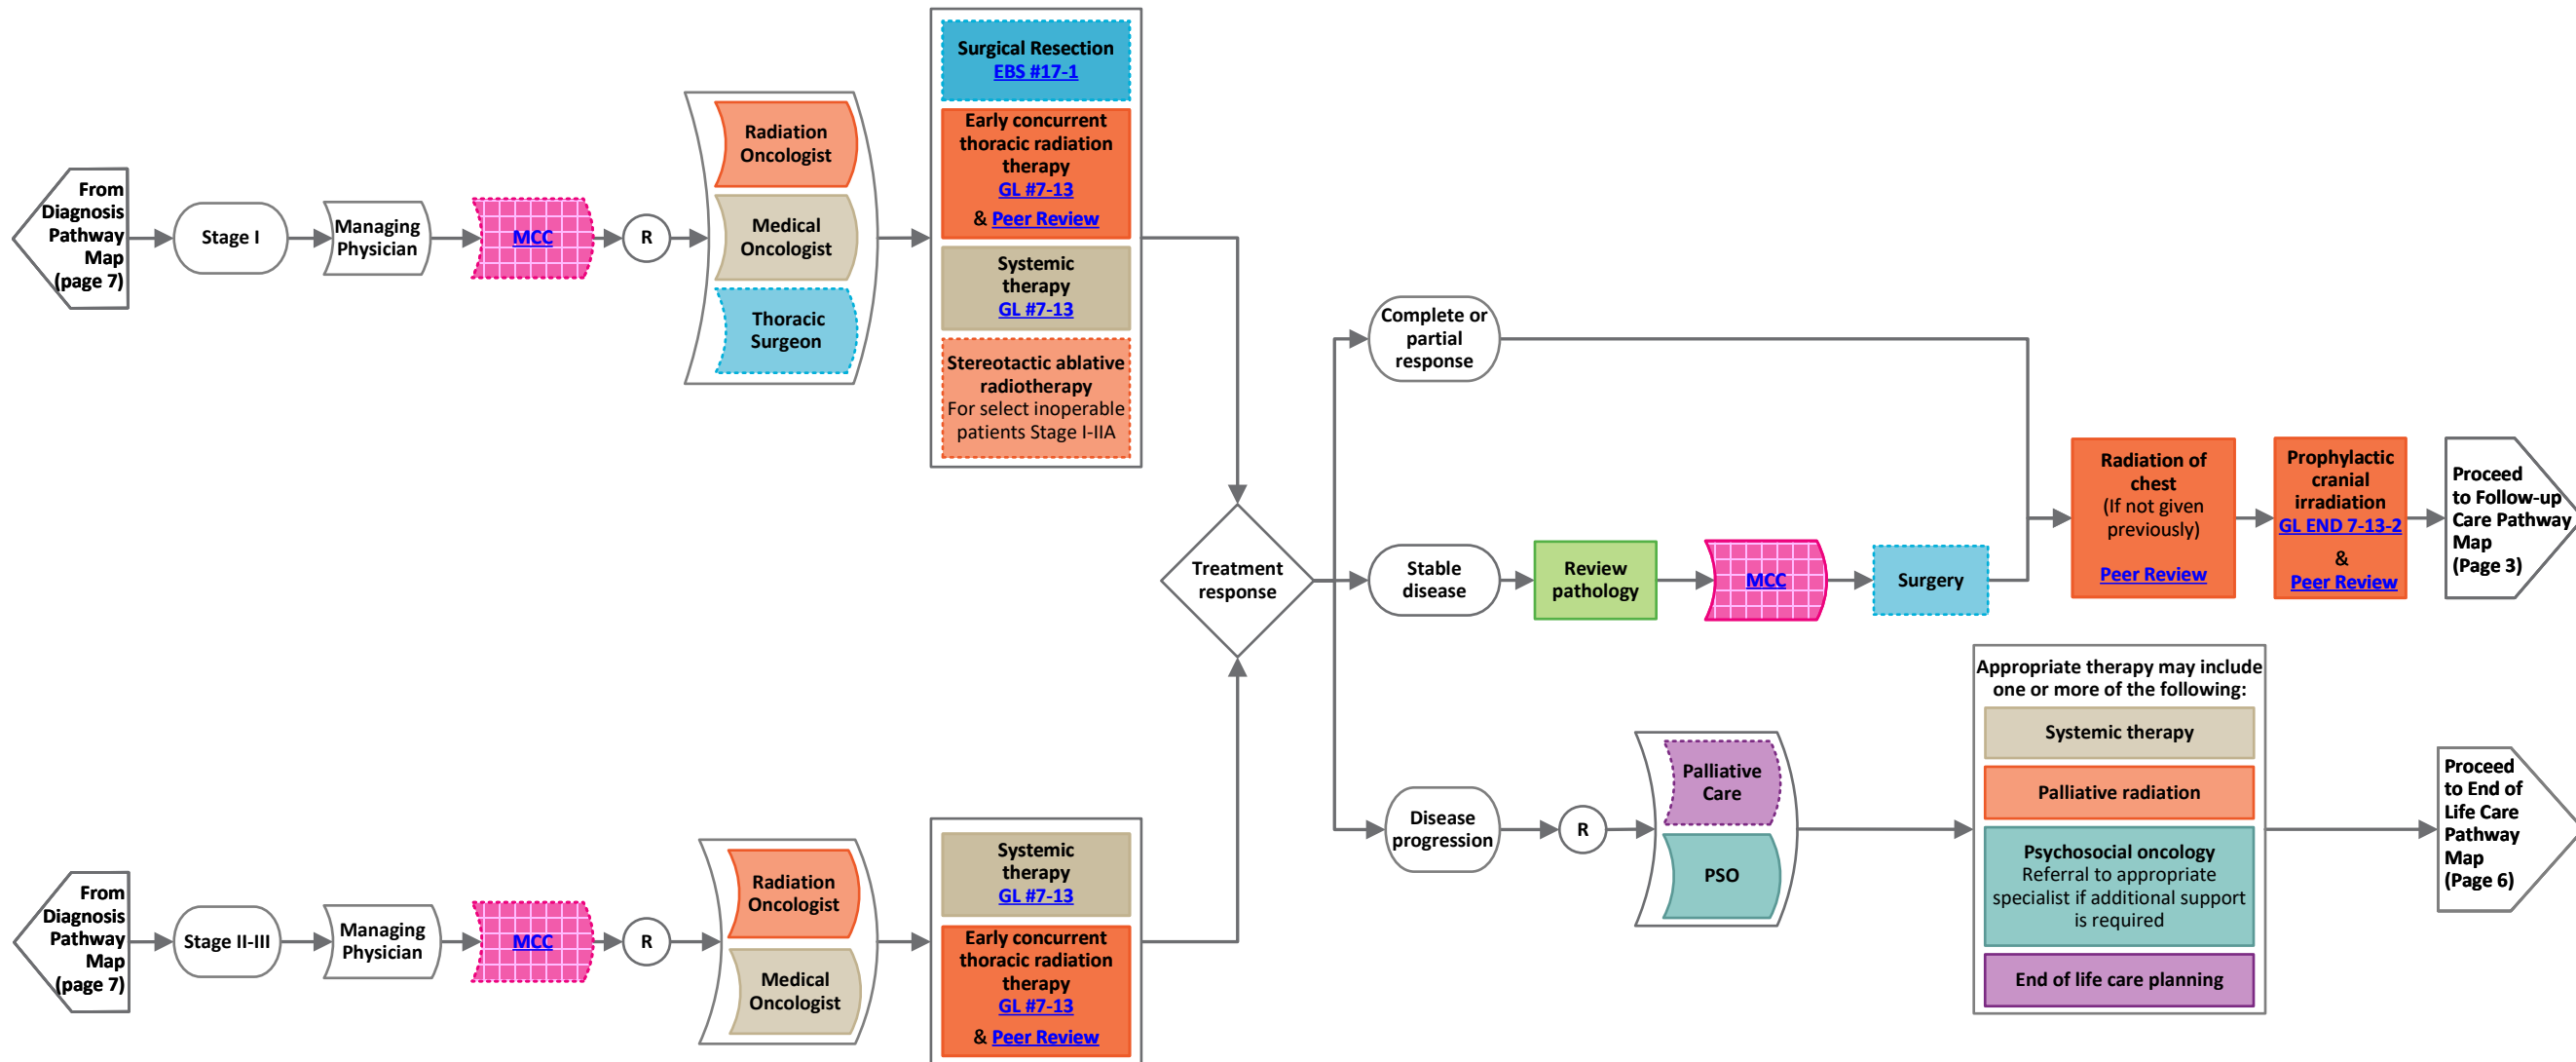 From
Diagnosis
Pathway
Map
(page 7)
Stage I
Managing
Physician
MCC
R
Radiation
Oncologist
Medical
Oncologist
Thoracic
Surgeon
Surgical Resection
EBS #17-1
Early concurrent
thoracic radiation
therapy
GL #7-13
& Peer Review
Systemic
therapy
GL #7-13
Stereotactic ablative
radiotherapy
For select inoperable
patients Stage I-IIA
From
Diagnosis
Pathway
Map
(page 7)
Stage II-III
Managing
Physician
MCC
R
Radiation
Oncologist
Medical
Oncologist
Systemic
therapy
GL #7-13
Early concurrent
thoracic radiation
therapy
GL #7-13
& Peer Review
Treatment
response
Complete or
partial
response
Stable
disease
Review
pathology
MCC
Surgery
Radiation of
chest
(If not given
previously)
Peer Review
Prophylactic
cranial
irradiation
GL END 7-13-2
&
Peer Review
Proceed
to Follow-up
Care Pathway
Map
(Page 3)
Disease
progression
R
Palliative
Care
PSO
Appropriate therapy may include
one or more of the following:
Systemic therapy
Palliative radiation
Psychosocial oncology
Referral to appropriate
specialist if additional support
is required
End of life care planning
Proceed
to End of
Life Care
Pathway
Map
(Page 6)